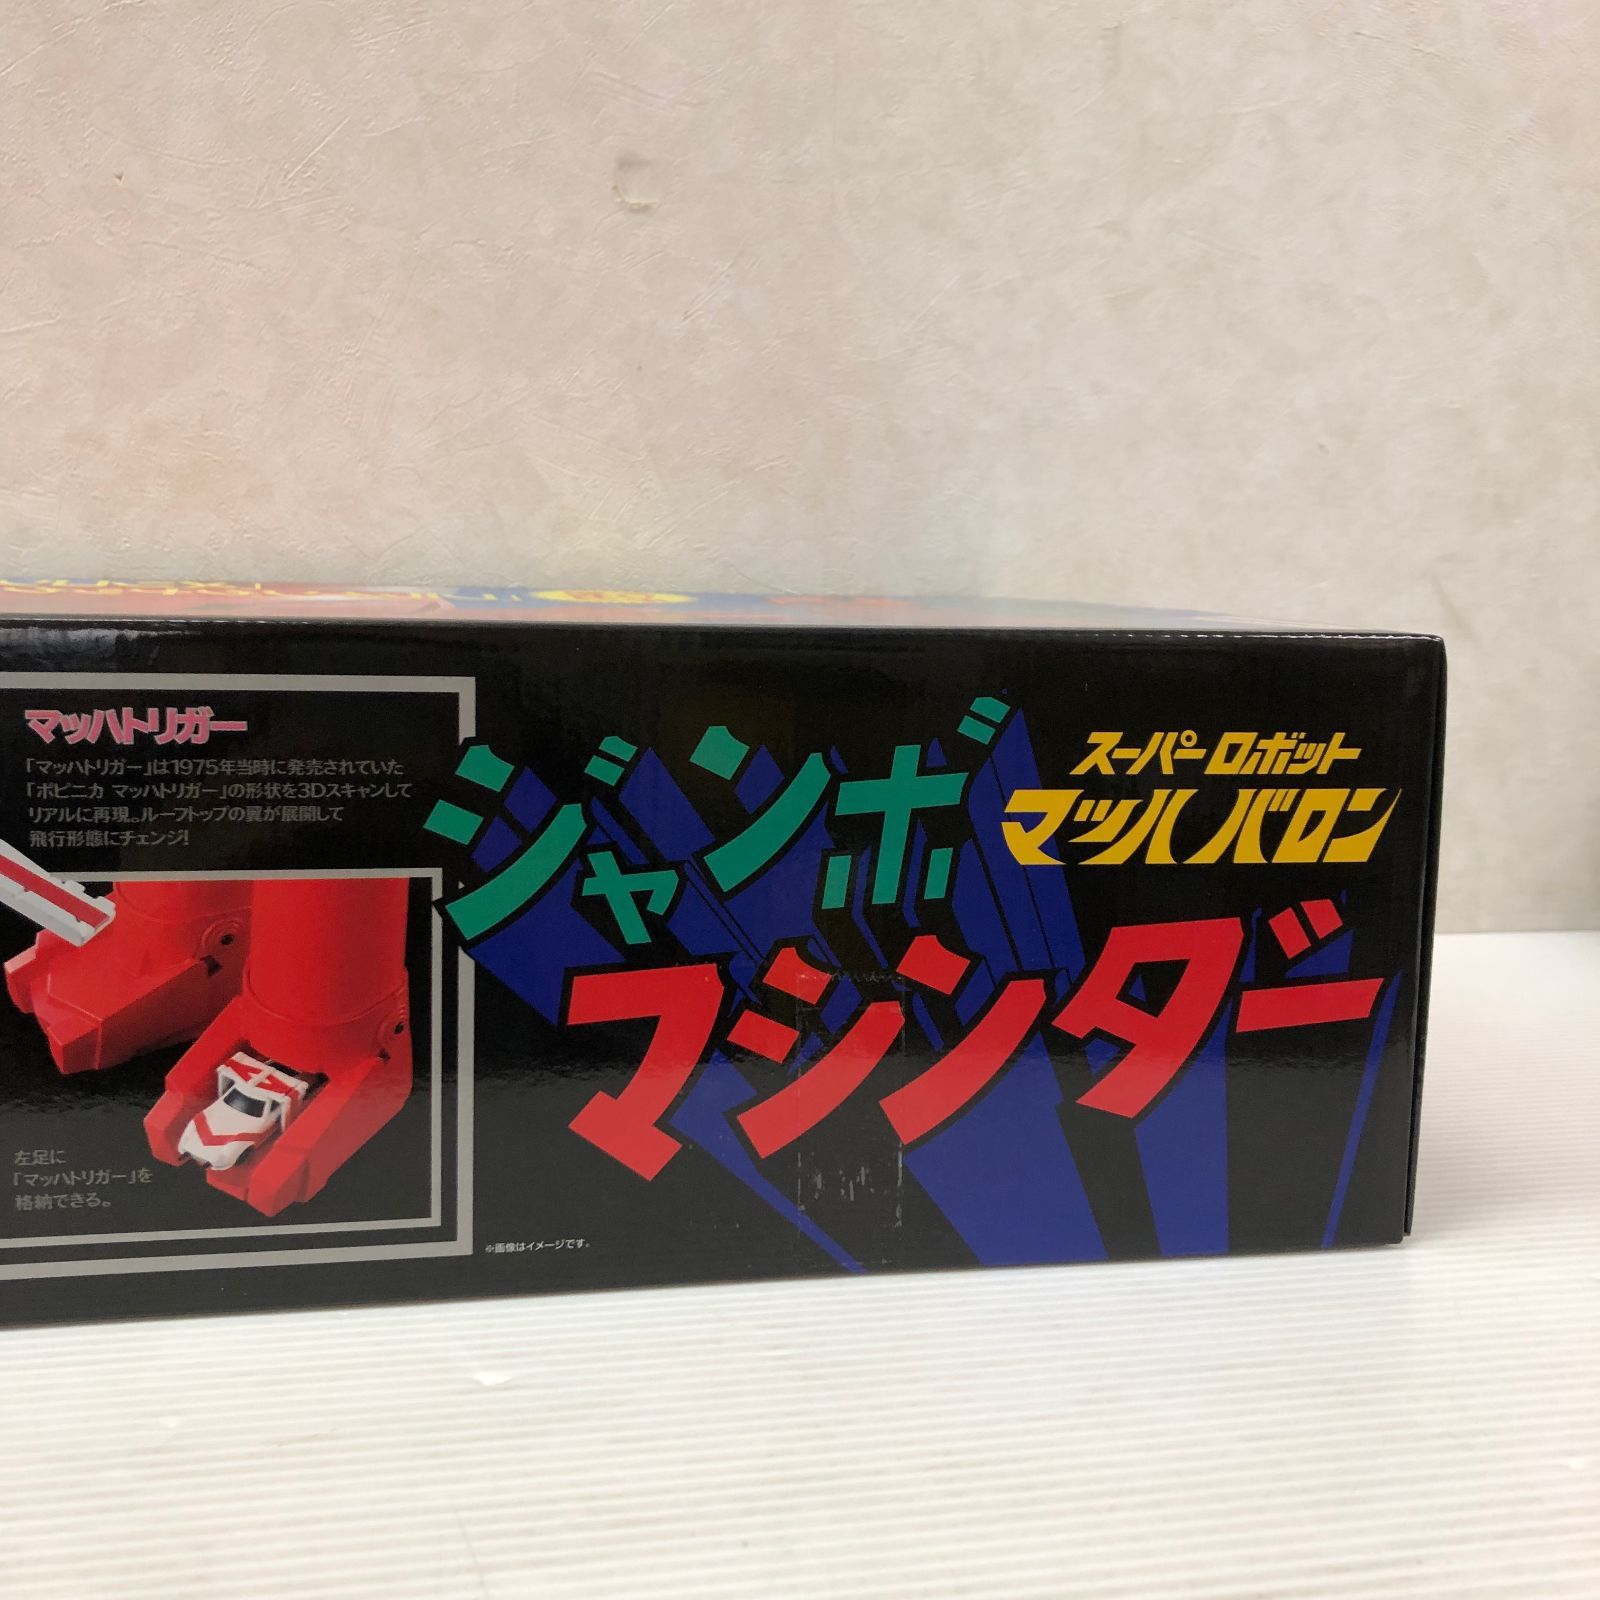 マッハトリガー
「マッハトリガー」は1975年当時に発売されていた
「ポピニカ マッハトリガー」の形状を3Dスキャンして
リアルに再現。ルーフトップの翼が展開して
飛行形態にチェンジ!
左足に
「マッハトリガー」を
格納できる。
※画像はイメージです。
ジャンボ
マシンダー
スーパーロボット
マッハバロン